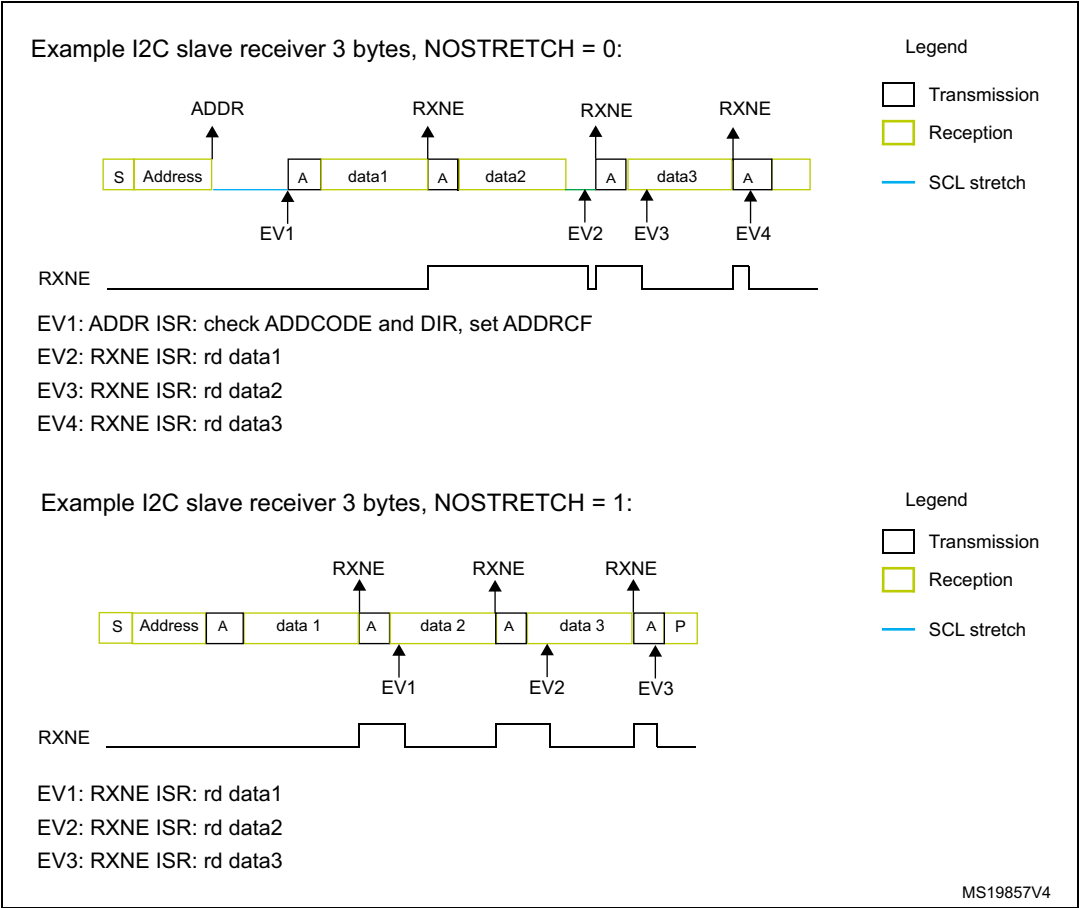 Example I2C slave receiver 3 bytes, NOSTRETCH = 0:
Legend
Transmission
Reception
SCL stretch
ADDR RXNE RXNE RXNE
S Address A data1 A data2 A data3 A
EV1 EV2 EV3 EV4
RXNE
EV1: ADDR ISR: check ADDCODE and DIR, set ADDRCF
EV2: RXNE ISR: rd data1
EV3: RXNE ISR: rd data2
EV4: RXNE ISR: rd data3
Example I2C slave receiver 3 bytes, NOSTRETCH = 1:
Legend
Transmission
Reception
SCL stretch
RXNE RXNE RXNE
S Address A data 1 A data 2 A data 3 A P
EV1 EV2 EV3
RXNE
EV1: RXNE ISR: rd data1
EV2: RXNE ISR: rd data2
EV3: RXNE ISR: rd data3
MS19857V4